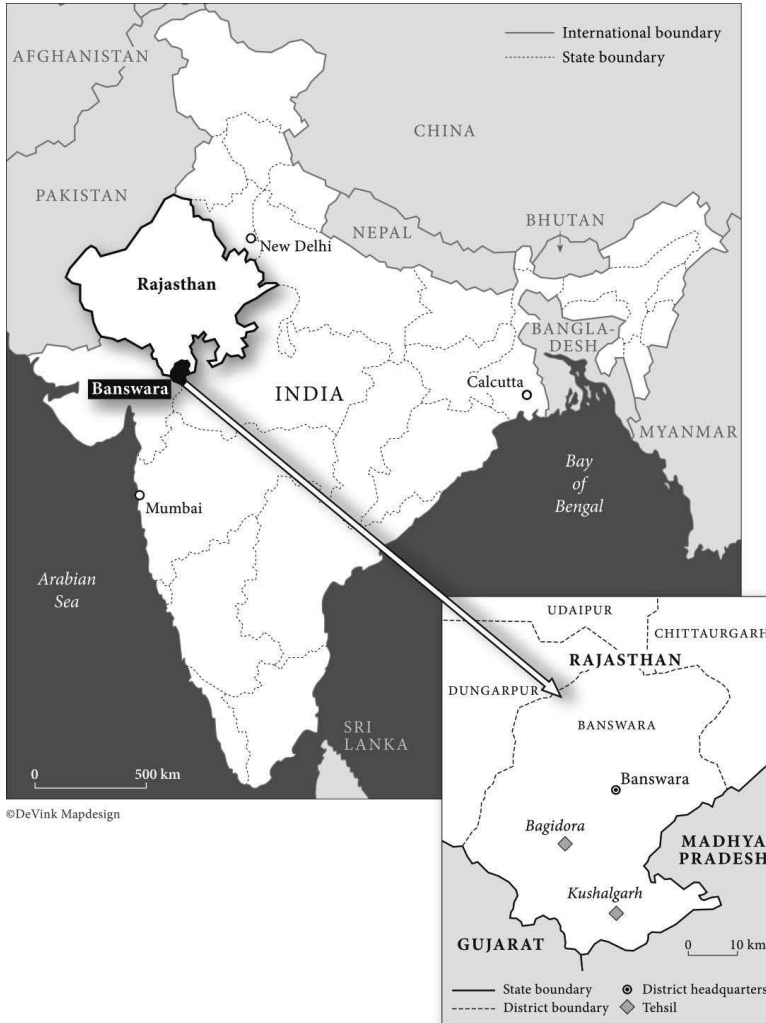 International boundary
State boundary
AFGHANISTAN
CHINA
PAKISTAN
NEPAL
BHUTAN
New Delhi
Rajasthan
BANGLA-
DESH
Banswara
INDIA
Calcutta
MYANMAR
Bay
of
Bengal
Mumbai
Arabian
Sea
SRI
LANKA
0 500 km
©DeVink Mapdesign
UDAIPUR
CHITTAURGARH
RAJASTHAN
DUNGARPUR
BANSWARA
Banswara
Bagidora
MADHYA
PRADESH
Kushalgarh
GUJARAT
0 10 km
State boundary
District headquarters
District boundary
Tehsil